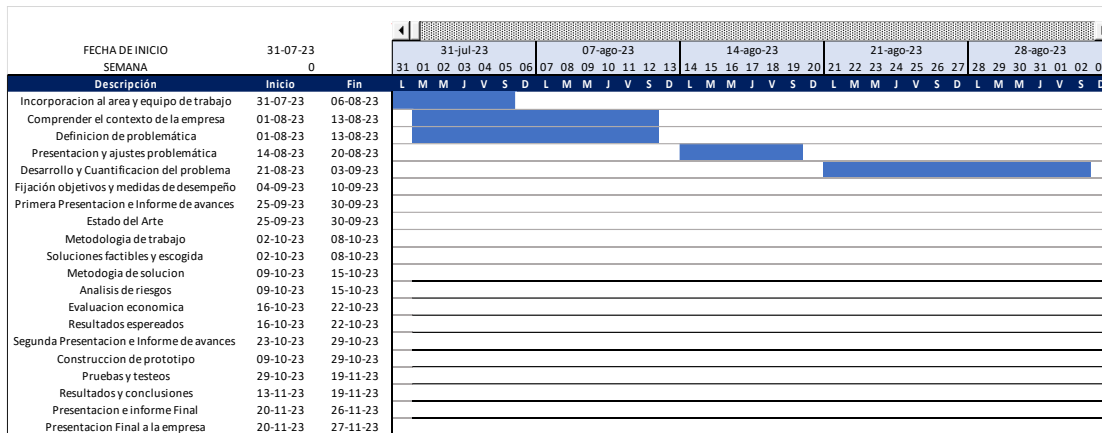 FECHA DE INICIO 31-07-23 31-jul-23 07-ago-23 14-ago-23 21-ago-23 28-ago-23
SEMANA 0 31 01 02 03 04 05 06 07 08 09 10 11 12 13 14 15 16 17 18 19 20 21 22 23 24 25 26 27 28 29 30 31 01 02
Descripción Inicio Fin L M M J V S D L M M J V S D L M M J V S D L M M J V S D L M M J V S D
Incorporacion al area y equipo de trabajo 31-07-23 06-08-23
Comprender el contexto de la empresa 01-08-23 13-08-23
Definicion de problemática 01-08-23 13-08-23
Presentacion y ajustes problemática 14-08-23 20-08-23
Desarrollo y Cuantificacion del problema 21-08-23 03-09-23
Fijación objetivos y medidas de desempeño 04-09-23 10-09-23
Primera Presentacion e Informe de avances 25-09-23 30-09-23
Estado del Arte 25-09-23 30-09-23
Metodologia de trabajo 02-10-23 08-10-23
Soluciones factibles y escogida 02-10-23 08-10-23
Metodogia de solucion 09-10-23 15-10-23
Analisis de riesgos 09-10-23 15-10-23
Evaluacion economica 16-10-23 22-10-23
Resultados espereados 16-10-23 22-10-23
Segunda Presentacion e Informe de avances 23-10-23 29-10-23
Construccion de prototipo 09-10-23 29-10-23
Pruebas y testeos 29-10-23 19-11-23
Resultados y conclusiones 13-11-23 19-11-23
Presentacion e informe Final 20-11-23 26-11-23
Presentacion Final a la empresa 20-11-23 27-11-23